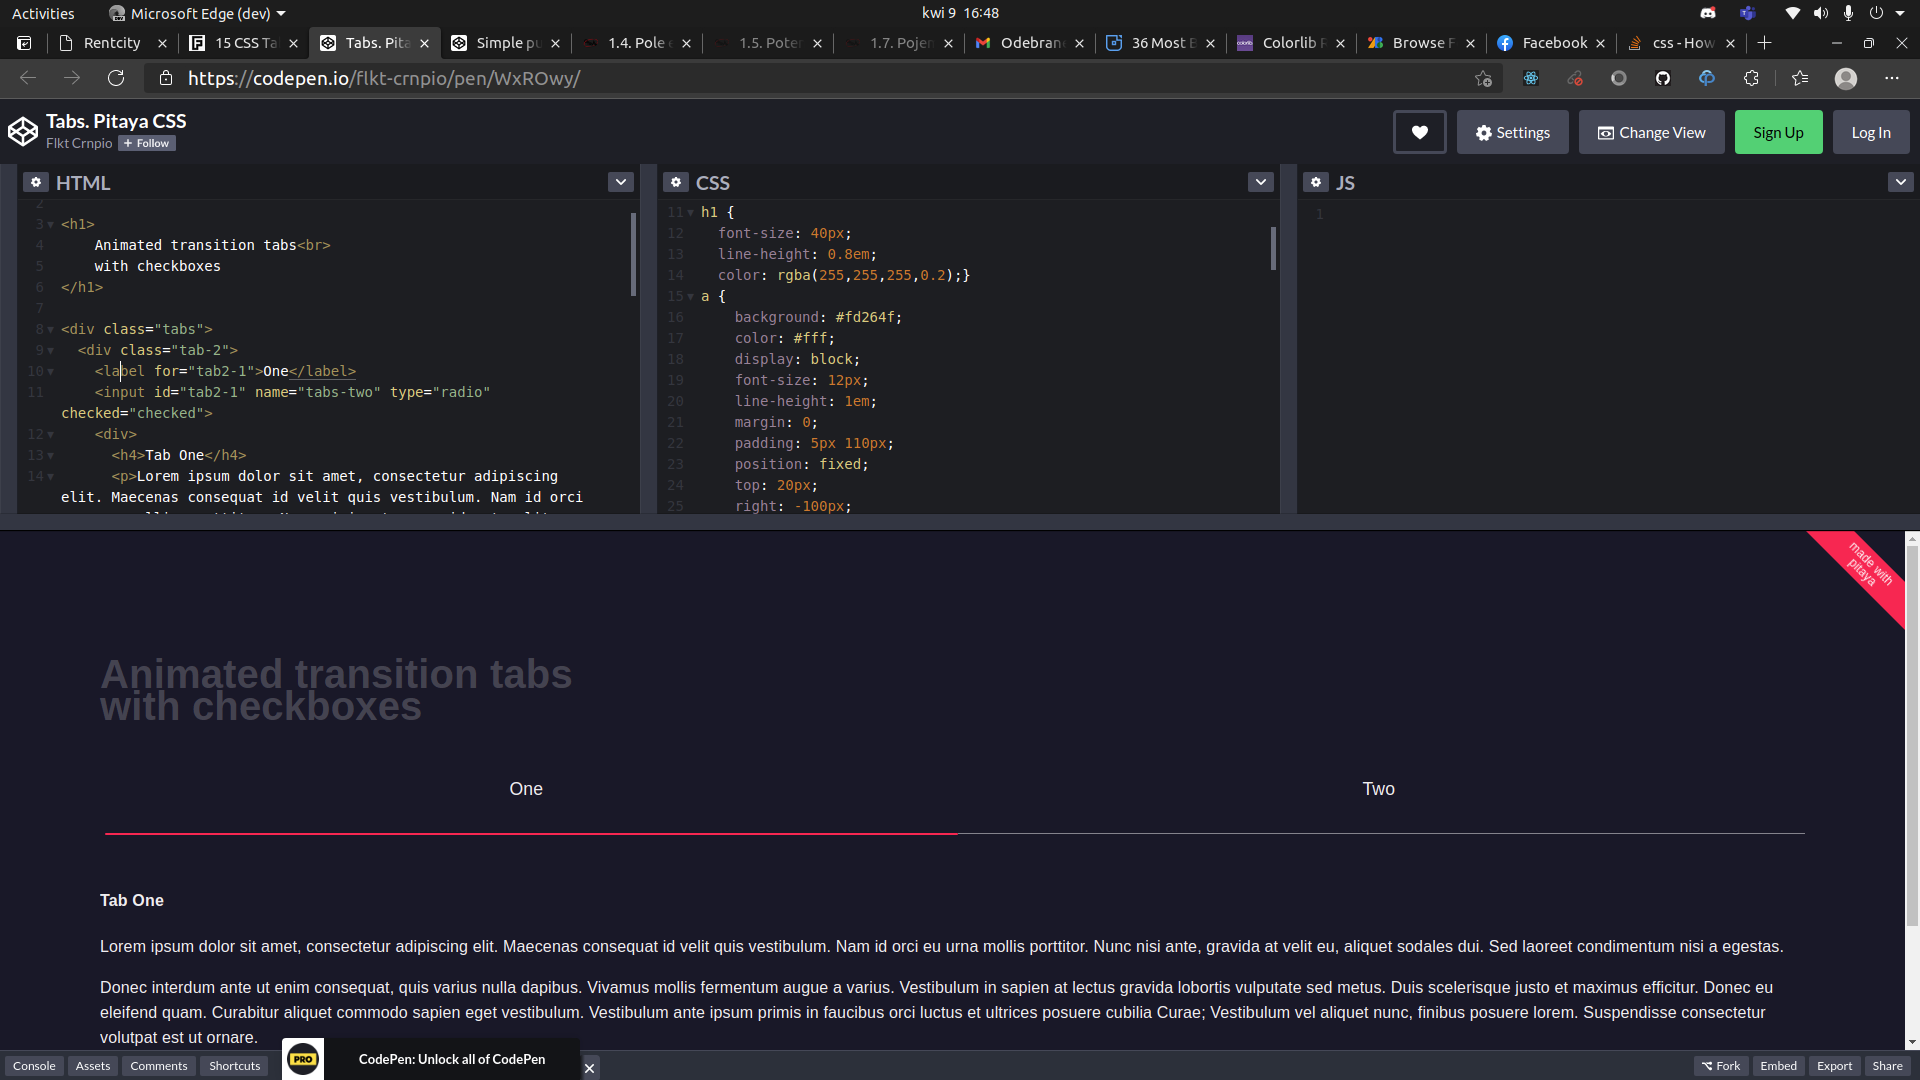 Activities
Microsoft Edge (dev)
kwi 9 16:48
Rentcity
15 CSS Ta
Tabs. Pita
Simple pu
1.4. Pole e
1.5. Poter
1.7. Pojem
Odebran
36 Most B
Colorlib R
Browse F
Facebook
css - How
https://codepen.io/flkt-crnpio/pen/WxROwy/
Tabs. Pitaya CSS
Flkt Crnpio
+ Follow
Settings
Change View
Sign Up
Log In
HTML
2
3 <h1>
4 Animated transition tabs<br>
5 with checkboxes
6 </h1>
7
8 <div class="tabs">
9 <div class="tab-2">
10 <label for="tab2-1">One</label>
11 <input id="tab2-1" name="tabs-two" type="radio"
checked="checked">
12 <div>
13 <h4>Tab One</h4>
14 <p>Lorem ipsum dolor sit amet, consectetur adipiscing
elit. Maecenas consequat id velit quis vestibulum. Nam id orci
CSS
11 h1 {
12 font-size: 40px;
13 line-height: 0.8em;
14 color: rgba(255,255,255,0.2);}
15 a {
16 background: #fd264f;
17 color: #fff;
18 display: block;
19 font-size: 12px;
20 line-height: 1em;
21 margin: 0;
22 padding: 5px 110px;
23 position: fixed;
24 top: 20px;
25 right: -100px;
JS
1
made with
pitaya
Animated transition tabs
with checkboxes
One
Two
Tab One
Lorem ipsum dolor sit amet, consectetur adipiscing elit. Maecenas consequat id velit quis vestibulum. Nam id orci eu urna mollis porttitor. Nunc nisi ante, gravida at velit eu, aliquet sodales dui. Sed laoreet condimentum nisi a egestas.
Donec interdum ante ut enim consequat, quis varius nulla dapibus. Vivamus mollis fermentum augue a varius. Vestibulum in sapien at lectus gravida lobortis vulputate sed metus. Duis scelerisque justo et maximus efficitur. Donec eu
eleifend quam. Curabitur aliquet commodo sapien eget vestibulum. Vestibulum ante ipsum primis in faucibus orci luctus et ultrices posuere cubilia Curae; Vestibulum vel aliquet nunc, finibus posuere lorem. Suspendisse consectetur
volutpat est ut ornare.
Console
Assets
Comments
Shortcuts
PRO
CodePen: Unlock all of CodePen
Fork
Embed
Export
Share